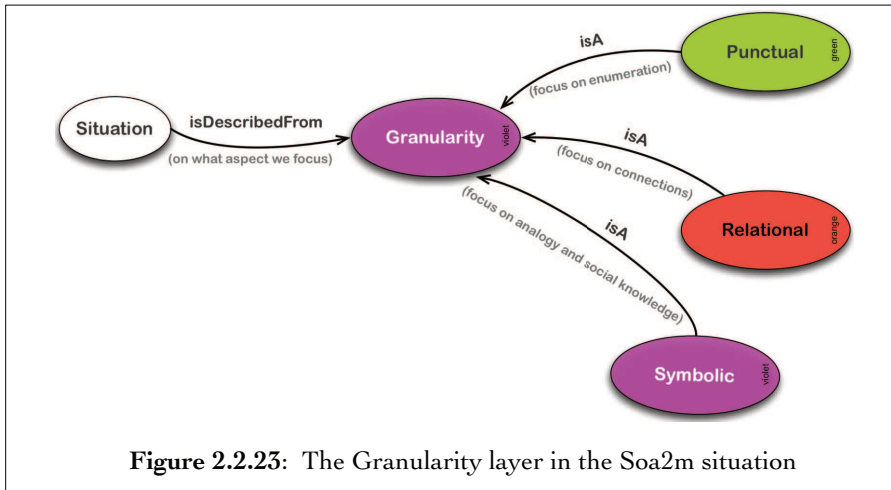 isA
Punctual
green
(focus on enumeration)
isDescribedFrom
Situation
Granularity
violet
(on what aspect we focus)
isA
(focus on connections)
Relational
orange
isA
(focus on analogy and social knowledge)
Symbolic
violet
Figure 2.2.23: The Granularity layer in the Soa2m situation